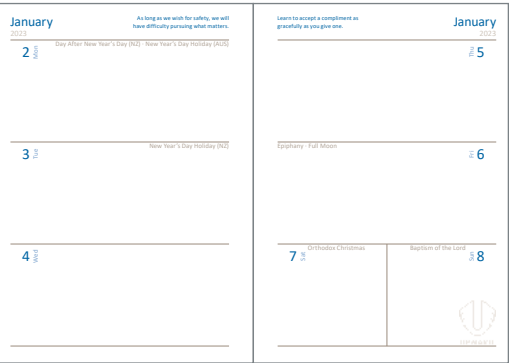 January
2023
As long as we wish for safety, we will
have difficulty pursuing what matters.
2 Mon
Day After New Year's Day (NZ) · New Year's Day Holiday (AUS)
3 Tue
New Year's Day Holiday (NZ)
4 Wed
Learn to accept a compliment as
gracefully as you give one.
January
2023
Thu 5
Epiphany · Full Moon
Fri 6
7 Sat
Orthodox Christmas
Baptism of the Lord
Sun 8